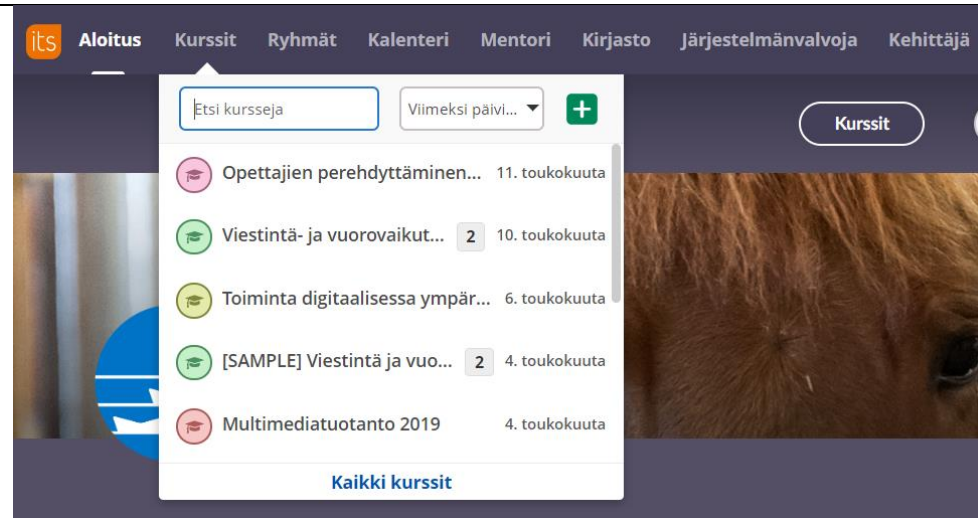 its Aloitus Kurssit Ryhmät Kalenteri Mentori Kirjasto Järjestelmänvalvoja Kehittäjä
Etsi kursseja Viimeksi päivi...
Kurssit
Opettajien perehdyttäminen... 11. toukokuuta
Viestintä- ja vuorovaikut... 2 10. toukokuuta
Toiminta digitaalisessa ympär... 6. toukokuuta
[SAMPLE] Viestintä ja vuo... 2 4. toukokuuta
Multimediatuotanto 2019 4. toukokuuta
Kaikki kurssit